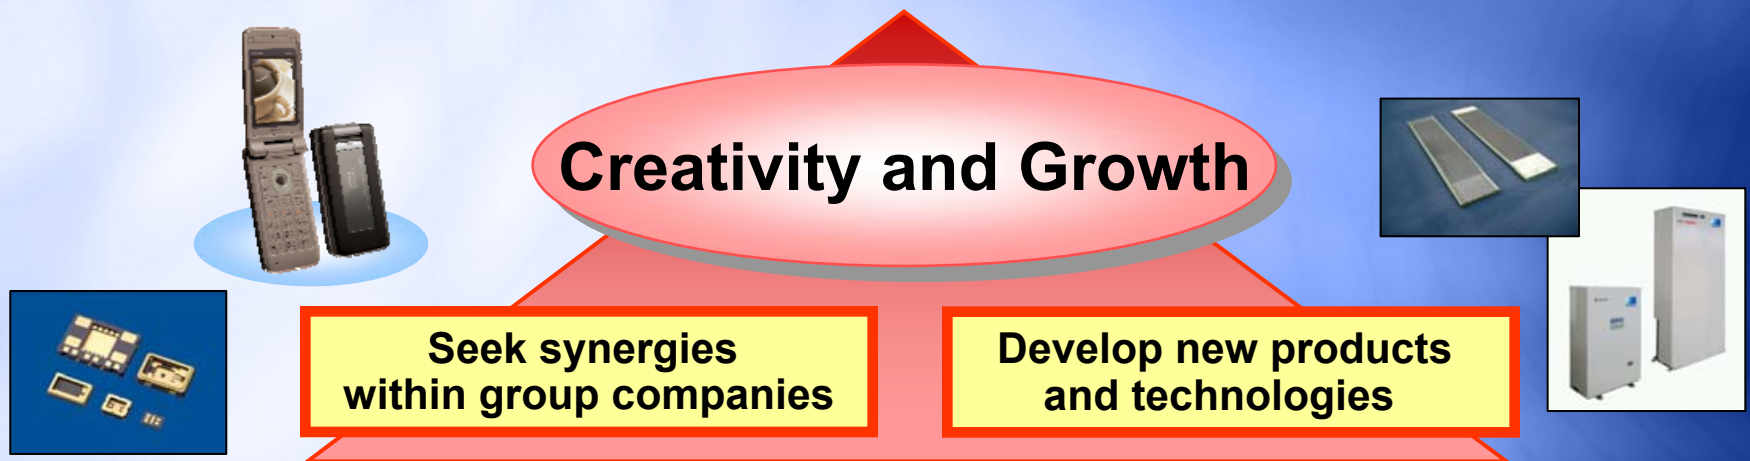 Creativity and Growth
Seek synergies
within group companies
Develop new products
and technologies